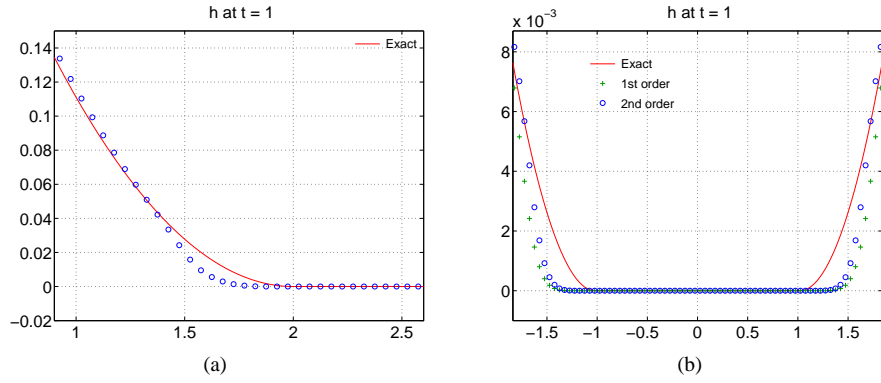 h at t = 1
0.14
0.12
0.1
0.08
0.06
0.04
0.02
0
−0.02
1
1.5
2
2.5
Exact
(a)
h at t = 1
x 10⁻³
8
6
4
2
0
−1.5
−1
−0.5
0
0.5
1
1.5
Exact
1st order
2nd order
(b)